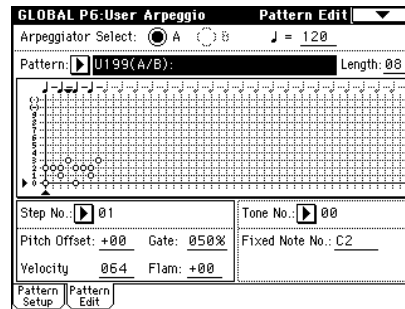 GLOBAL P6:User Arpeggio Pattern Edit
Arpeggiator Select: A B ♩ = 120
Pattern: U199(A/B): Length: 08
Step No.: 01 Tone No.: 00
Pitch Offset: +00 Gate: 050% Fixed Note No.: C2
Velocity 064 Flam: +00
Pattern Setup Pattern Edit